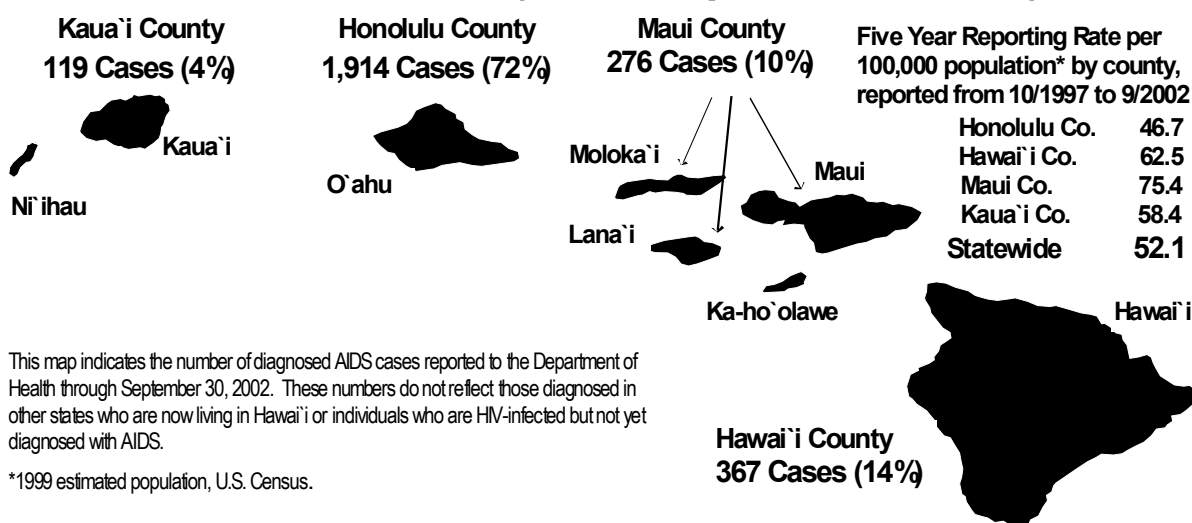 Kaua`i County
119 Cases (4%)
Honolulu County
1,914 Cases (72%)
Maui County
276 Cases (10%)
Five Year Reporting Rate per
100,000 population* by county,
reported from 10/1997 to 9/2002
Honolulu Co. 46.7
Hawai`i Co. 62.5
Maui Co. 75.4
Kaua`i Co. 58.4
Statewide 52.1
Kaua`i
Ni`ihau
O`ahu
Moloka`i
Maui
Lana`i
Ka-ho`olawe
Hawai`i
This map indicates the number of diagnosed AIDS cases reported to the Department of
Health through September 30, 2002. These numbers do not reflect those diagnosed in
other states who are now living in Hawai`i or individuals who are HIV-infected but not yet
diagnosed with AIDS.
*1999 estimated population, U.S. Census.
Hawai`i County
367 Cases (14%)